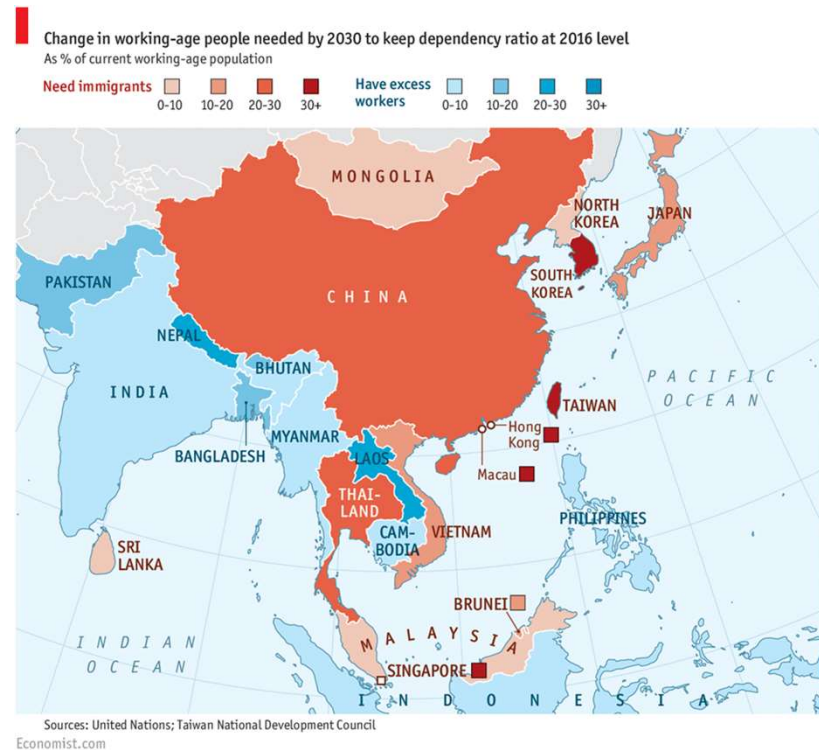 Change in working-age people needed by 2030 to keep dependency ratio at 2016 level
As % of current working-age population
Need immigrants
0-10 10-20 20-30 30+
Have excess
workers
0-10 10-20 20-30 30+
MONGOLIA
NORTH
KOREA
JAPAN
SOUTH
KOREA
PAKISTAN
CHINA
NEPAL
BHUTAN
INDIA
PACIFIC
OCEAN
TAIWAN
Hong
Kong
MYANMAR
BANGLADESH
LAOS
Macau
THAI-
LAND
PHILIPPINES
CAM-
BODIA
VIETNAM
SRI
LANKA
BRUNEI
MALAYSIA
INDIAN
OCEAN
SINGAPORE
INDONESIA
Sources: United Nations; Taiwan National Development Council
Economist.com